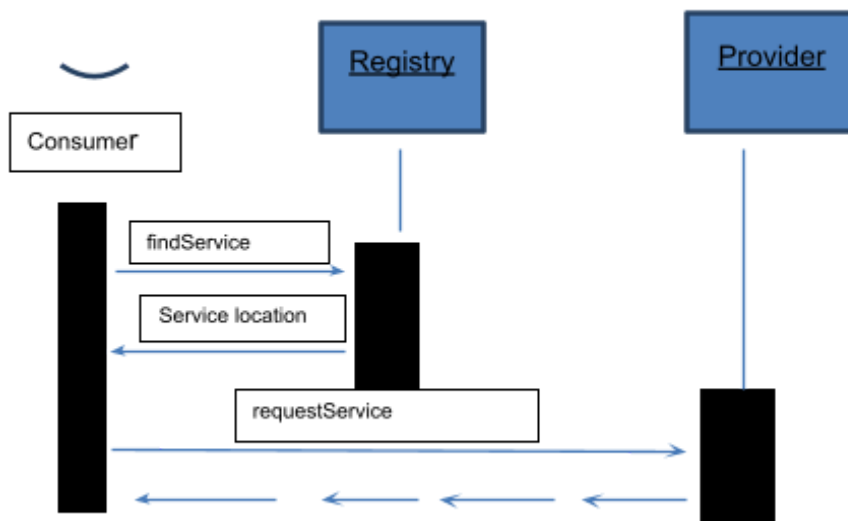 Registry
Provider
Consumer
findService
Service location
requestService